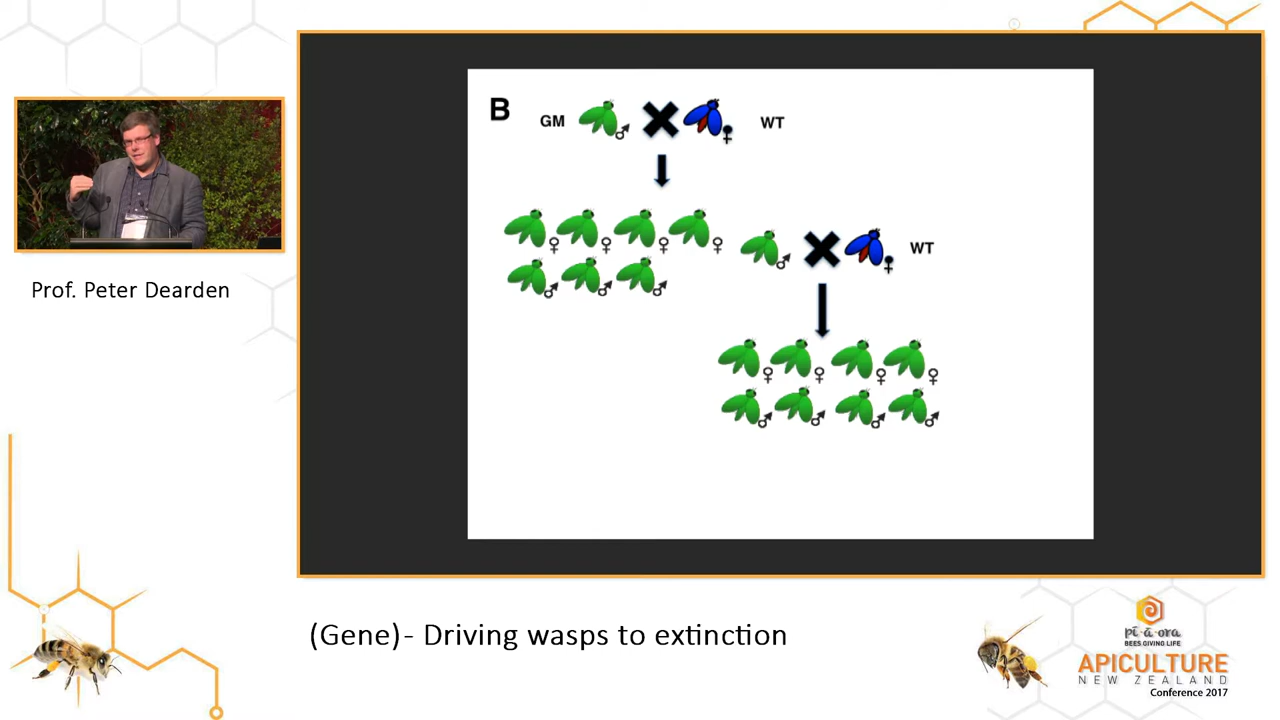 B
GM
♂
♀
WT
♀ ♀ ♀ ♀
♂ ♀
WT
♂ ♂ ♂
♀ ♀ ♀ ♀
♂ ♂ ♂ ♂
Prof. Peter Dearden
(Gene)- Driving wasps to extinction
pī-ā-ora
BEES GIVING LIFE
APICULTURE
NEW ZEALAND
Conference 2017